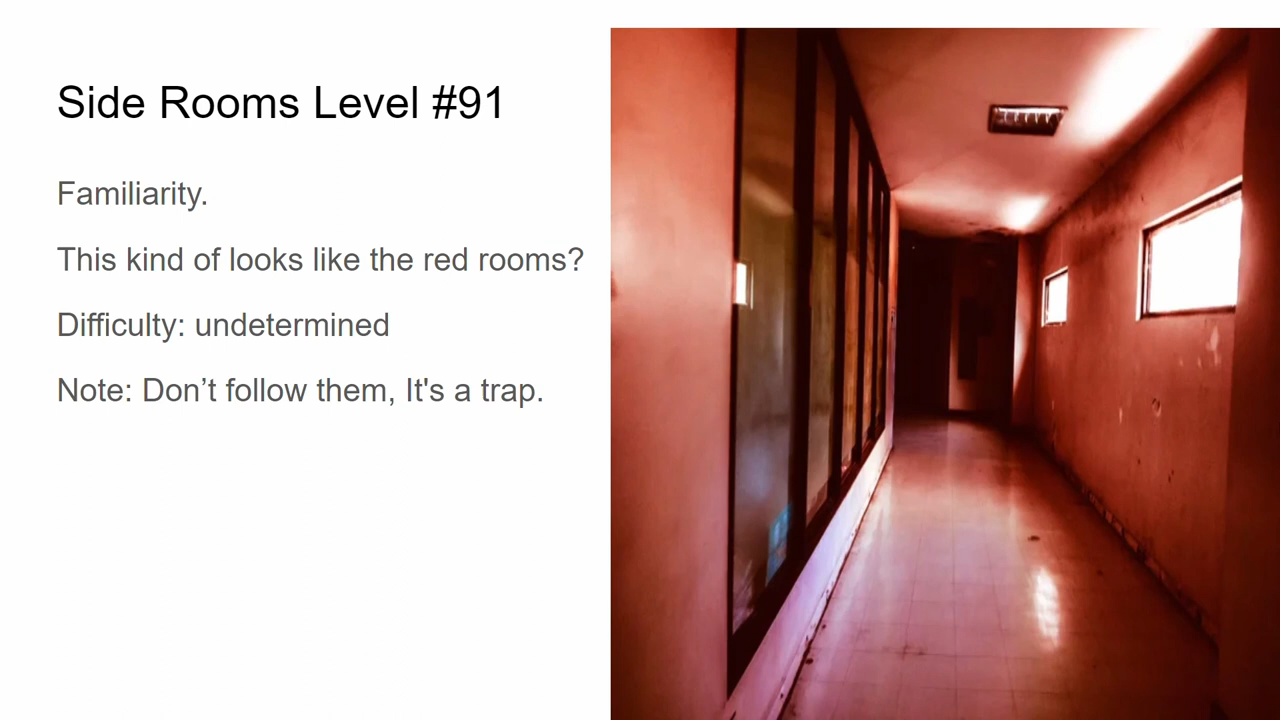 Side Rooms Level #91
Familiarity.
This kind of looks like the red rooms?
Difficulty: undetermined
Note: Don’t follow them, It's a trap.